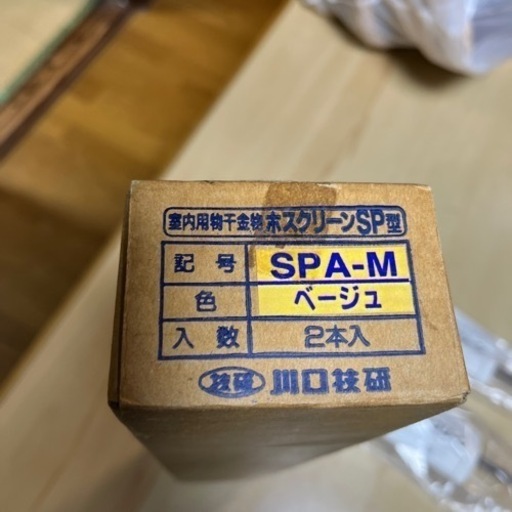 室内用物干金物 ホスクリーンSP型
記号 SPA-M
色 ベージュ
入数 2本入
技研 川口技研